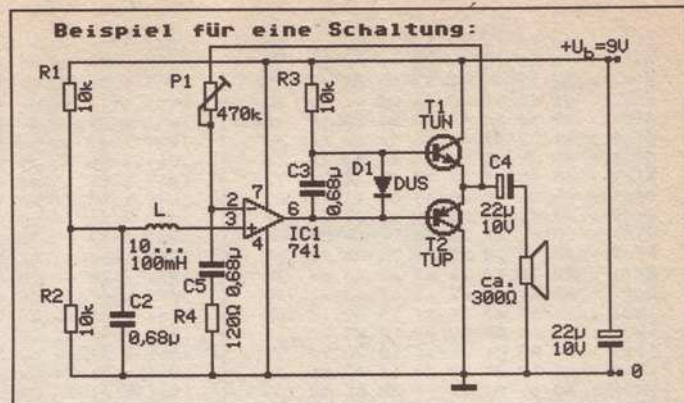 Beispiel für eine Schaltung:
+Ub=9V
R1
10k
P1
470k
R3
10k
T1
TUN
C3
0,68µ
D1
DUS
C4
22µ
10V
L
10...
100mH
2
3
7
4
6
IC1
741
T2
TUP
R2
10k
C2
0,68µ
C5
0,68µ
R4
120Ω
ca.
300Ω
22µ
10V
0